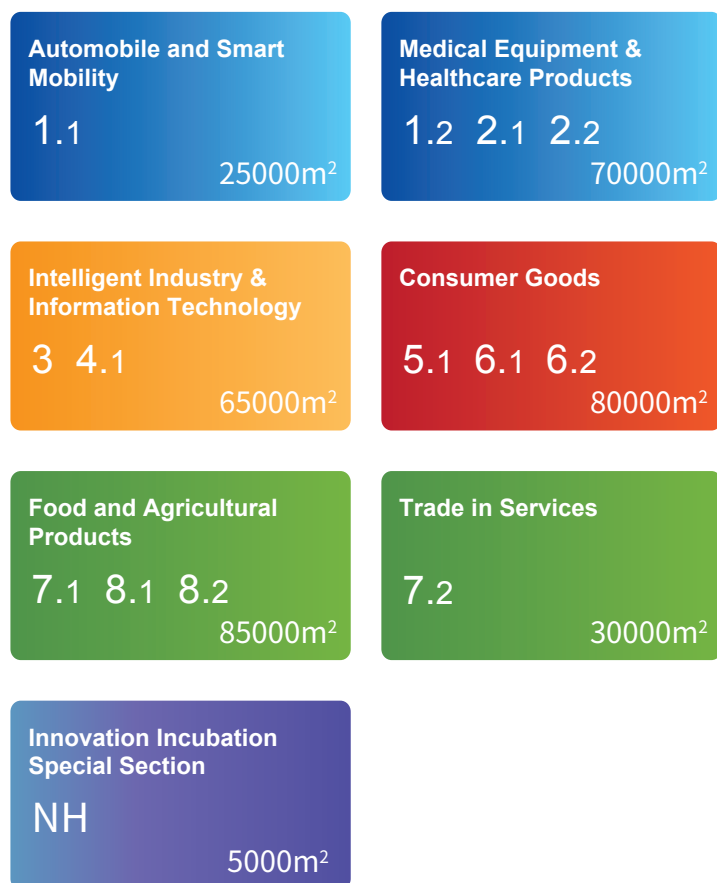 Automobile and Smart
Mobility
1.1
25000m²
Medical Equipment &
Healthcare Products
1.2 2.1 2.2
70000m²
Intelligent Industry &
Information Technology
3 4.1
65000m²
Consumer Goods
5.1 6.1 6.2
80000m²
Food and Agricultural
Products
7.1 8.1 8.2
85000m²
Trade in Services
7.2
30000m²
Innovation Incubation
Special Section
NH
5000m²